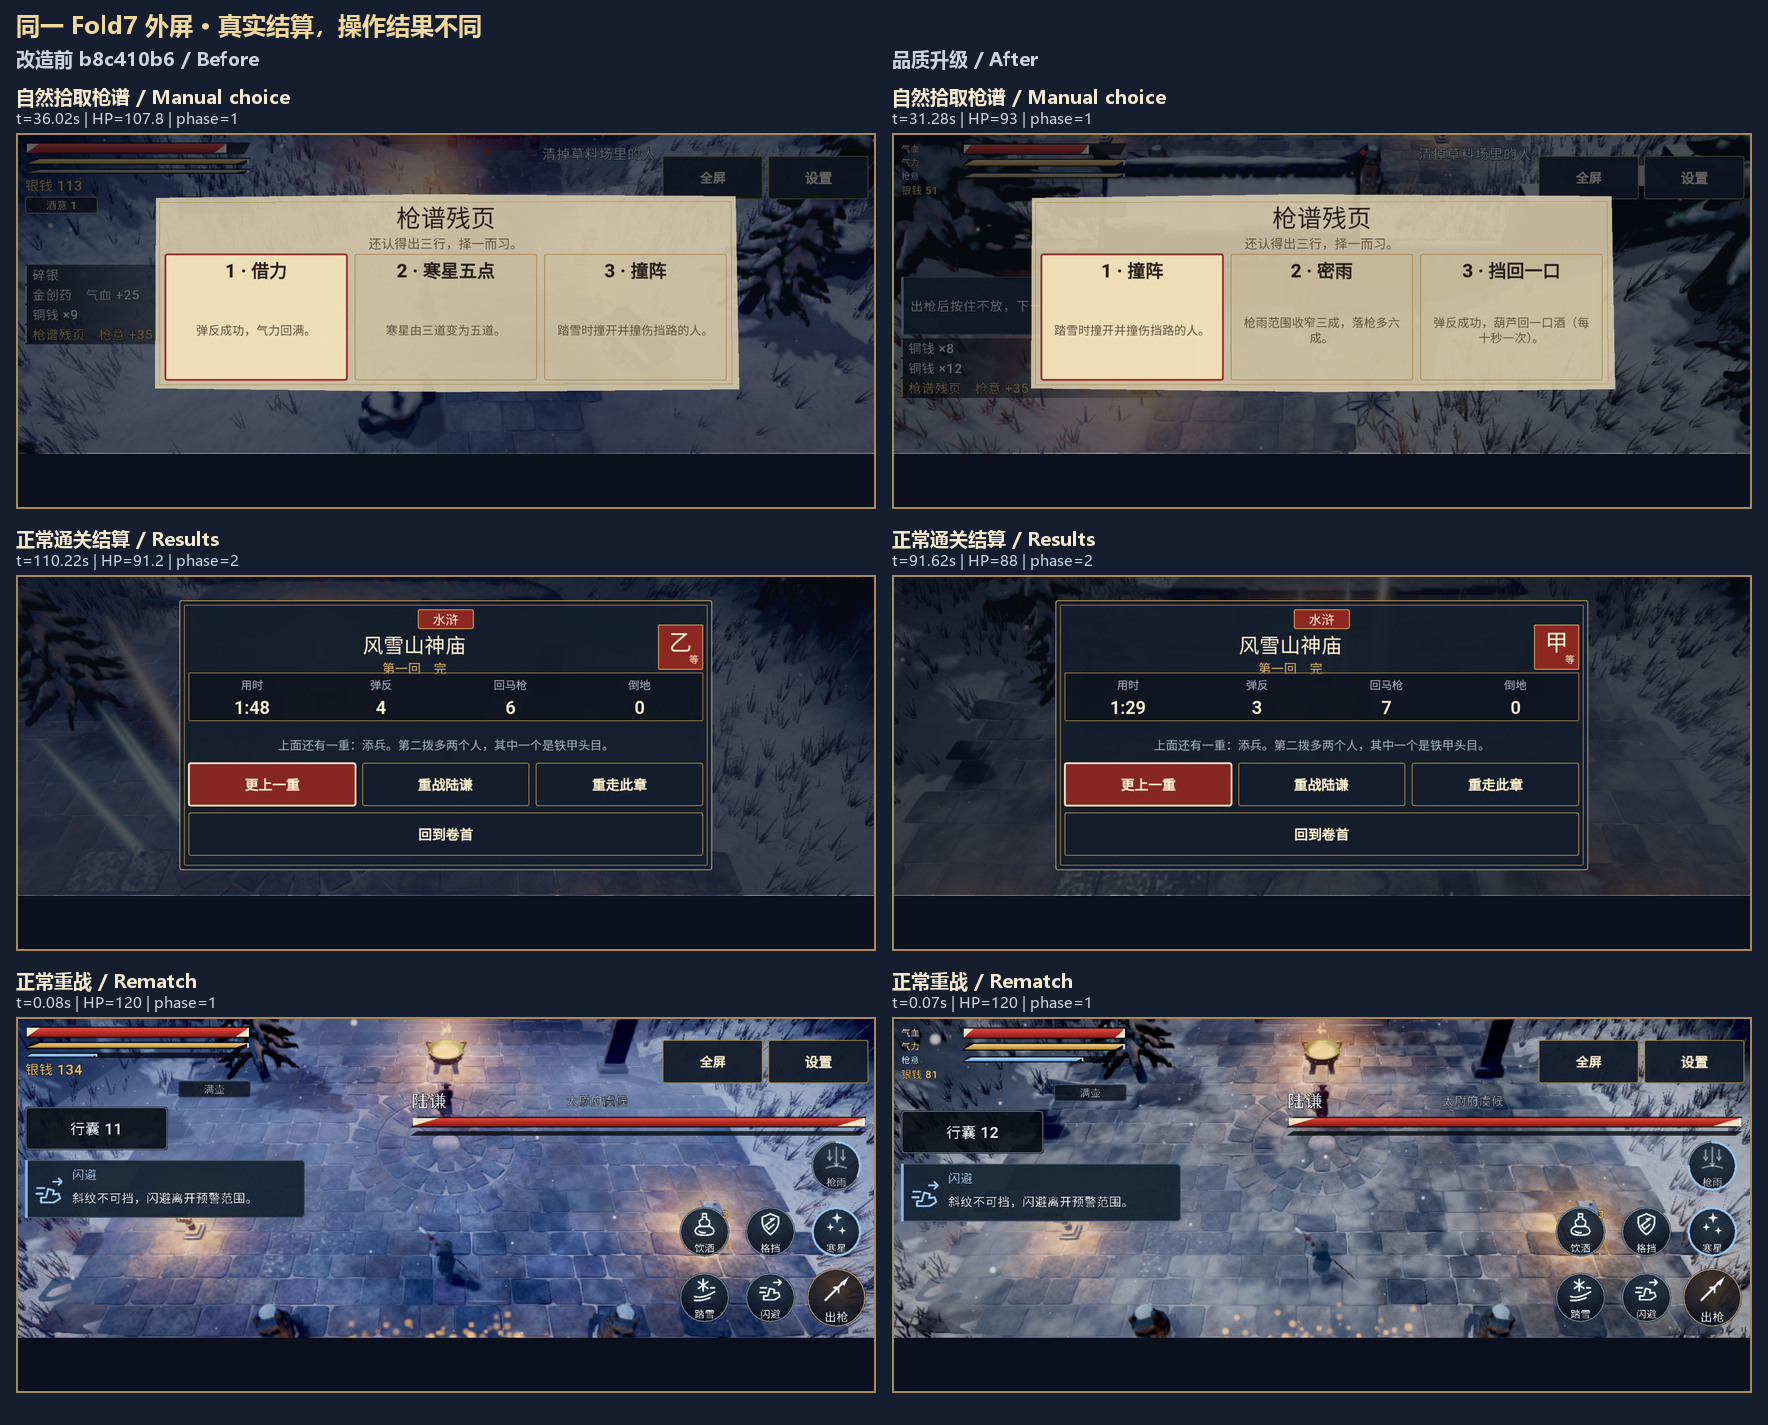 同一 Fold7 外屏 • 真实结算，操作结果不同
改造前 b8c410b6 / Before
品质升级 / After
自然拾取枪谱 / Manual choice
t=36.02s | HP=107.8 | phase=1
银钱 113
酒意 1
清掉草料场里的人
全屏
设置
枪谱残页
还认得出三行，择一而习。
1 · 借力
2 · 寒星五点
3 · 撞阵
弹反成功，气力回满。
寒星由三道变为五道。
踏雪时撞开并撞伤挡路的人。
碎银
金创药 气血 +25
铜钱 ×9
枪谱残页 枪意 +35
自然拾取枪谱 / Manual choice
t=31.28s | HP=93 | phase=1
气血
气力
枪意
银钱 51
清掉草料场里的人
全屏
设置
枪谱残页
还认得出三行，择一而习。
1 · 撞阵
2 · 密雨
3 · 挡回一口
踏雪时撞开并撞伤挡路的人。
枪雨范围收窄三成，落枪多六
成。
弹反成功，葫芦回一口酒（每
十秒一次）。
出枪后按住不放，下
铜钱 ×8
铜钱 ×12
枪谱残页 枪意 +35
正常通关结算 / Results
t=110.22s | HP=91.2 | phase=2
水浒
风雪山神庙
第一回 完
乙
等
用时
弹反
回马枪
倒地
1:48
4
6
0
上面还有一重：添兵。第二拨多两个人，其中一个是铁甲头目。
更上一重
重战陆谦
重走此章
回到卷首
正常通关结算 / Results
t=91.62s | HP=88 | phase=2
水浒
风雪山神庙
第一回 完
甲
等
用时
弹反
回马枪
倒地
1:29
3
7
0
上面还有一重：添兵。第二拨多两个人，其中一个是铁甲头目。
更上一重
重战陆谦
重走此章
回到卷首
正常重战 / Rematch
t=0.08s | HP=120 | phase=1
银钱 134
满壶
全屏
设置
陆谦
太尉府虞候
行囊 11
闪避
斜纹不可挡，闪避离开预警范围。
枪雨
饮酒
格挡
寒星
踏雪
闪避
出枪
正常重战 / Rematch
t=0.07s | HP=120 | phase=1
气血
气力
枪意
银钱 81
满壶
全屏
设置
陆谦
太尉府虞候
行囊 12
闪避
斜纹不可挡，闪避离开预警范围。
枪雨
饮酒
格挡
寒星
踏雪
闪避
出枪